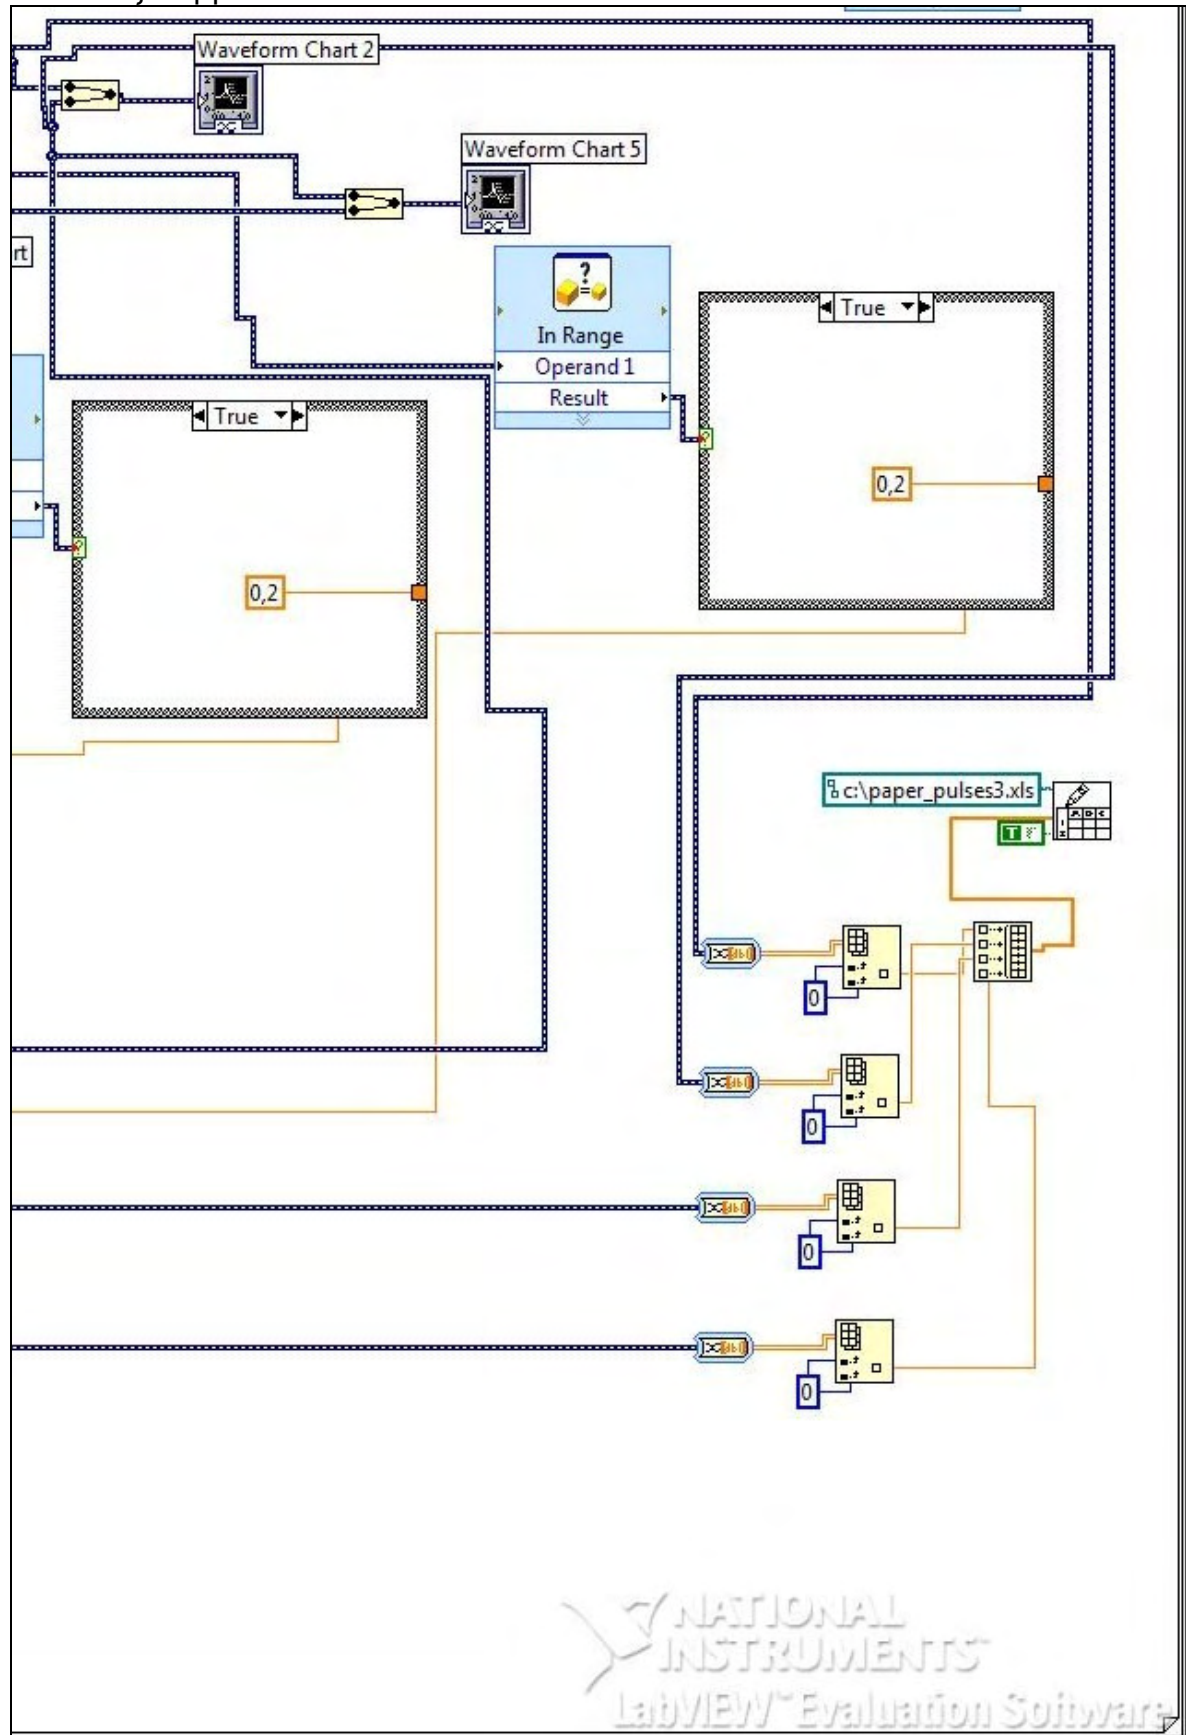 Waveform Chart 2
Waveform Chart 5
rt
In Range
Operand 1
Result
True
0,2
True
0,2
c:\paper_pulses3.xls
T
0
0
0
0
NATIONAL
INSTRUMENTS
LabVIEW Evaluation Software